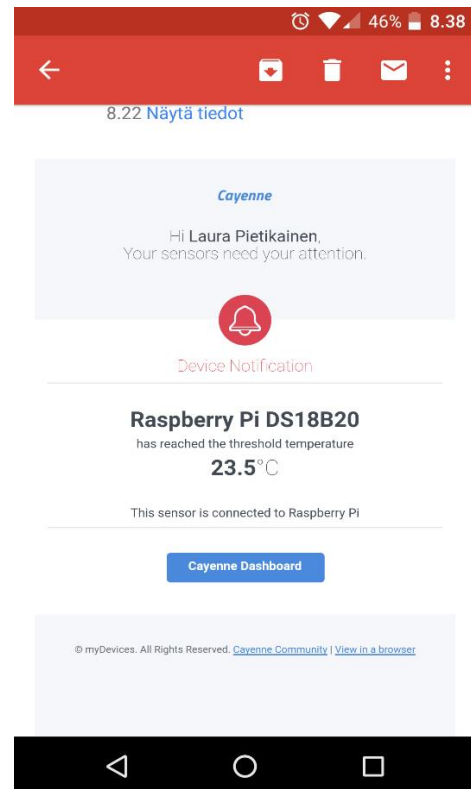 46% 8.38
8.22 Näytä tiedot
Cayenne
Hi Laura Pietikainen,
Your sensors need your attention.
Device Notification
Raspberry Pi DS18B20
has reached the threshold temperature
23.5°C
This sensor is connected to Raspberry Pi
Cayenne Dashboard
© myDevices. All Rights Reserved. Cayenne Community | View in a browser